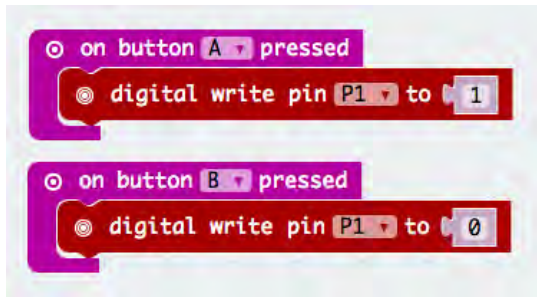 on button A pressed
digital write pin P1 to 1
on button B pressed
digital write pin P1 to 0